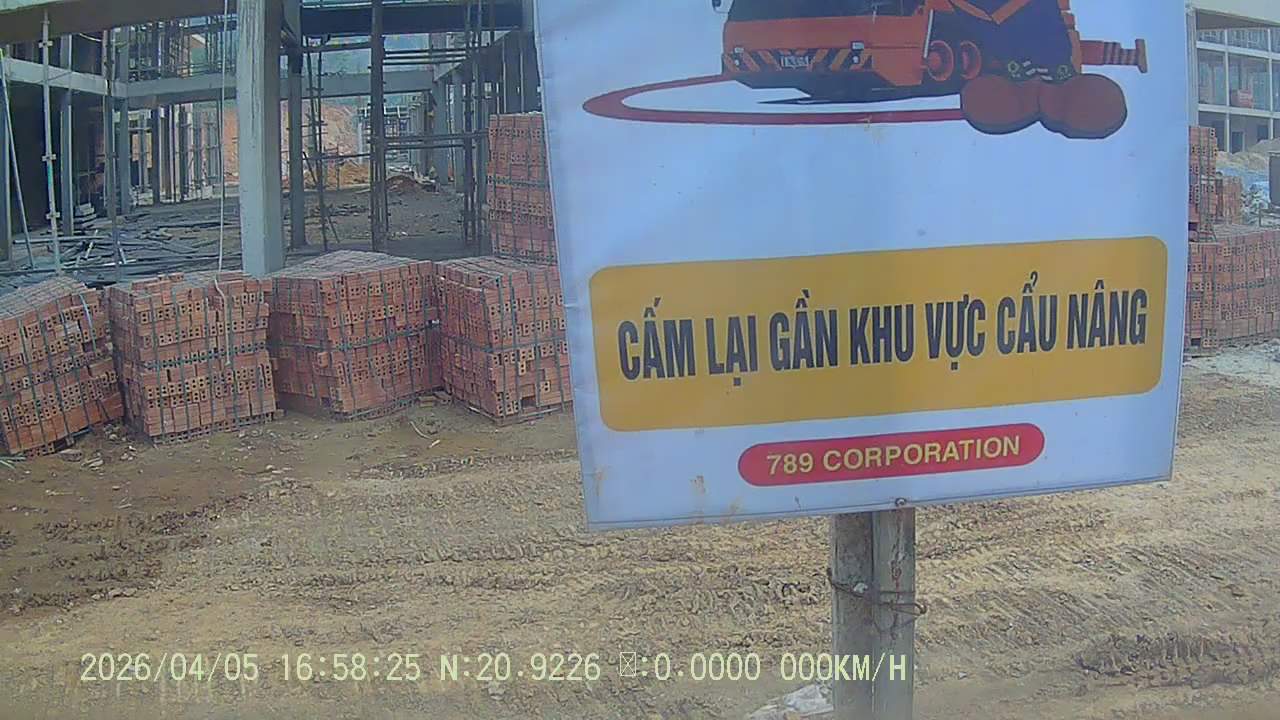 CẤM LẠI GẦN KHU VỰC CẨU NÂNG
789 CORPORATION
2026/04/05 16:58:25 N:20.9226 :0.0000 000KM/H